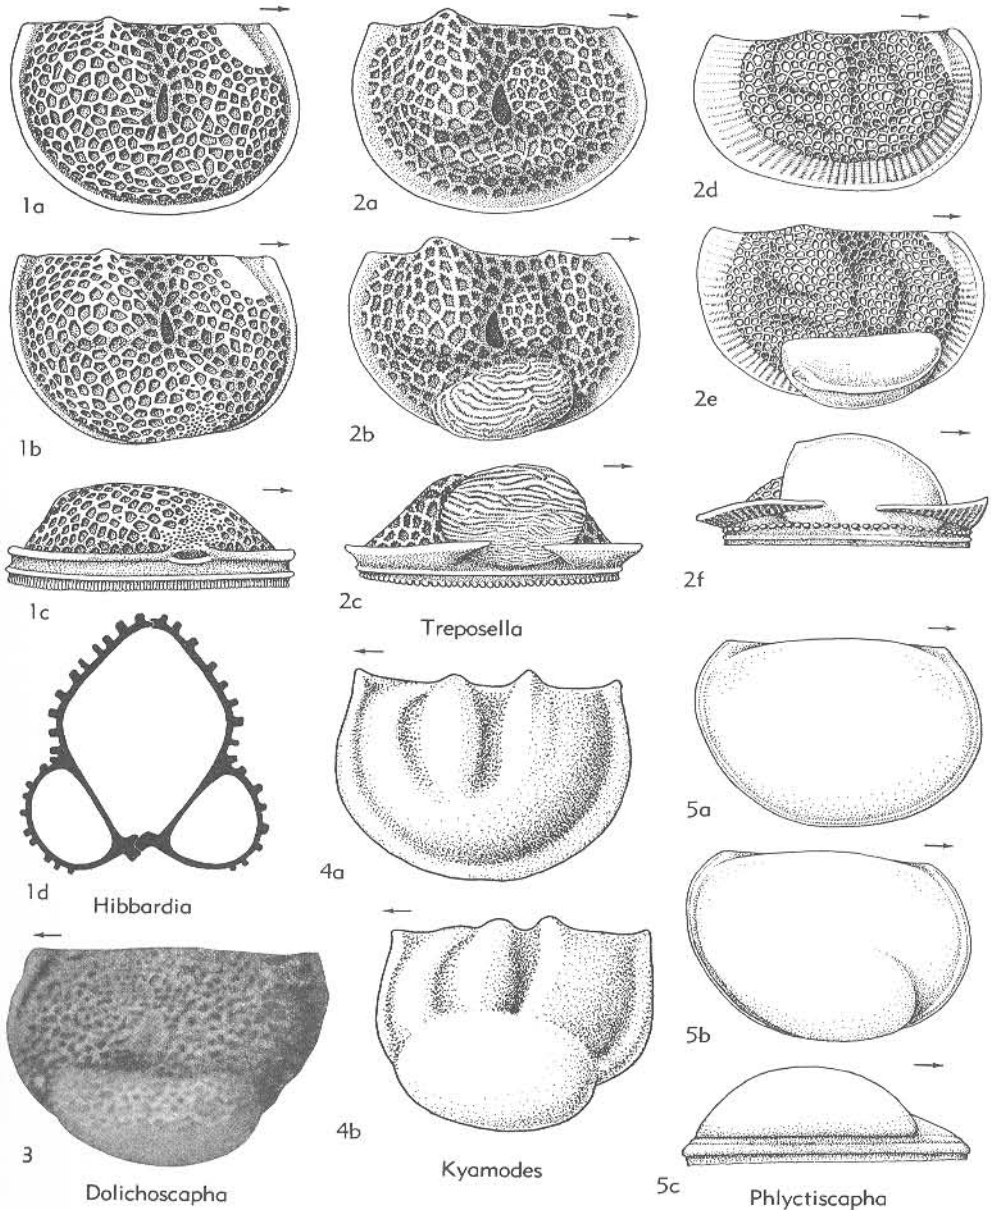 1a
2a
2d
1b
2b
2e
1c
2c
2f
Treposella
1d
Hibbardia
4a
5a
3
Dolichoscapha
4b
Kyamodes
5b
5c
Phlyctiscapha